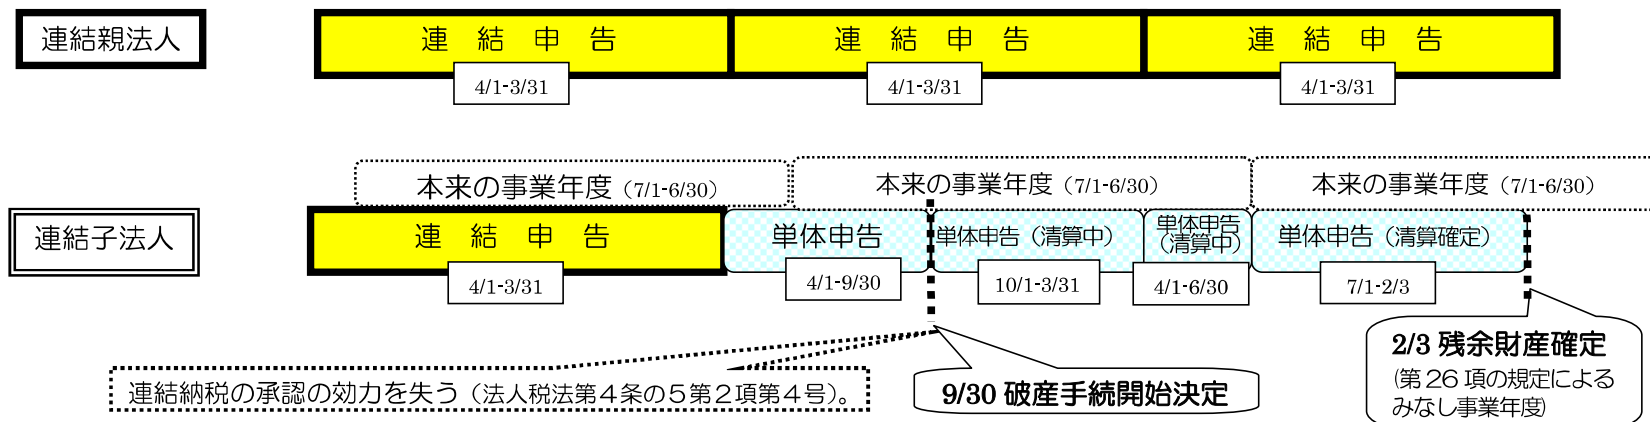 連結親法人
連 結 申 告
連 結 申 告
連 結 申 告
4/1-3/31
4/1-3/31
4/1-3/31
本来の事業年度（7/1-6/30）
本来の事業年度（7/1-6/30）
本来の事業年度（7/1-6/30）
連結子法人
連 結 申 告
単体申告
単体申告（清算中）
単体申告
（清算中）
単体申告（清算確定）
4/1-3/31
4/1-9/30
10/1-3/31
4/1-6/30
7/1-2/3
連結納税の承認の効力を失う（法人税法第４条の５第２項第４号）。
9/30 破産手続開始決定
2/3 残余財産確定
(第 26 項の規定による
みなし事業年度)